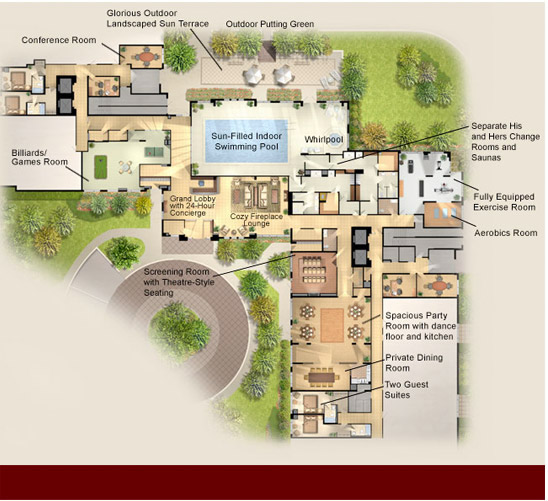 Glorious Outdoor
Landscaped Sun Terrace
Outdoor Putting Green
Conference Room
Sun-Filled Indoor
Swimming Pool
Whirlpool
Separate His
and Hers Change
Rooms and
Saunas
Billiards/
Games Room
Grand Lobby
with 24-Hour
Concierge
Cozy Fireplace
Lounge
Fully Equipped
Exercise Room
Aerobics Room
Screening Room
with Theatre-Style
Seating
Spacious Party
Room with dance
floor and kitchen
Private Dining
Room
Two Guest
Suites